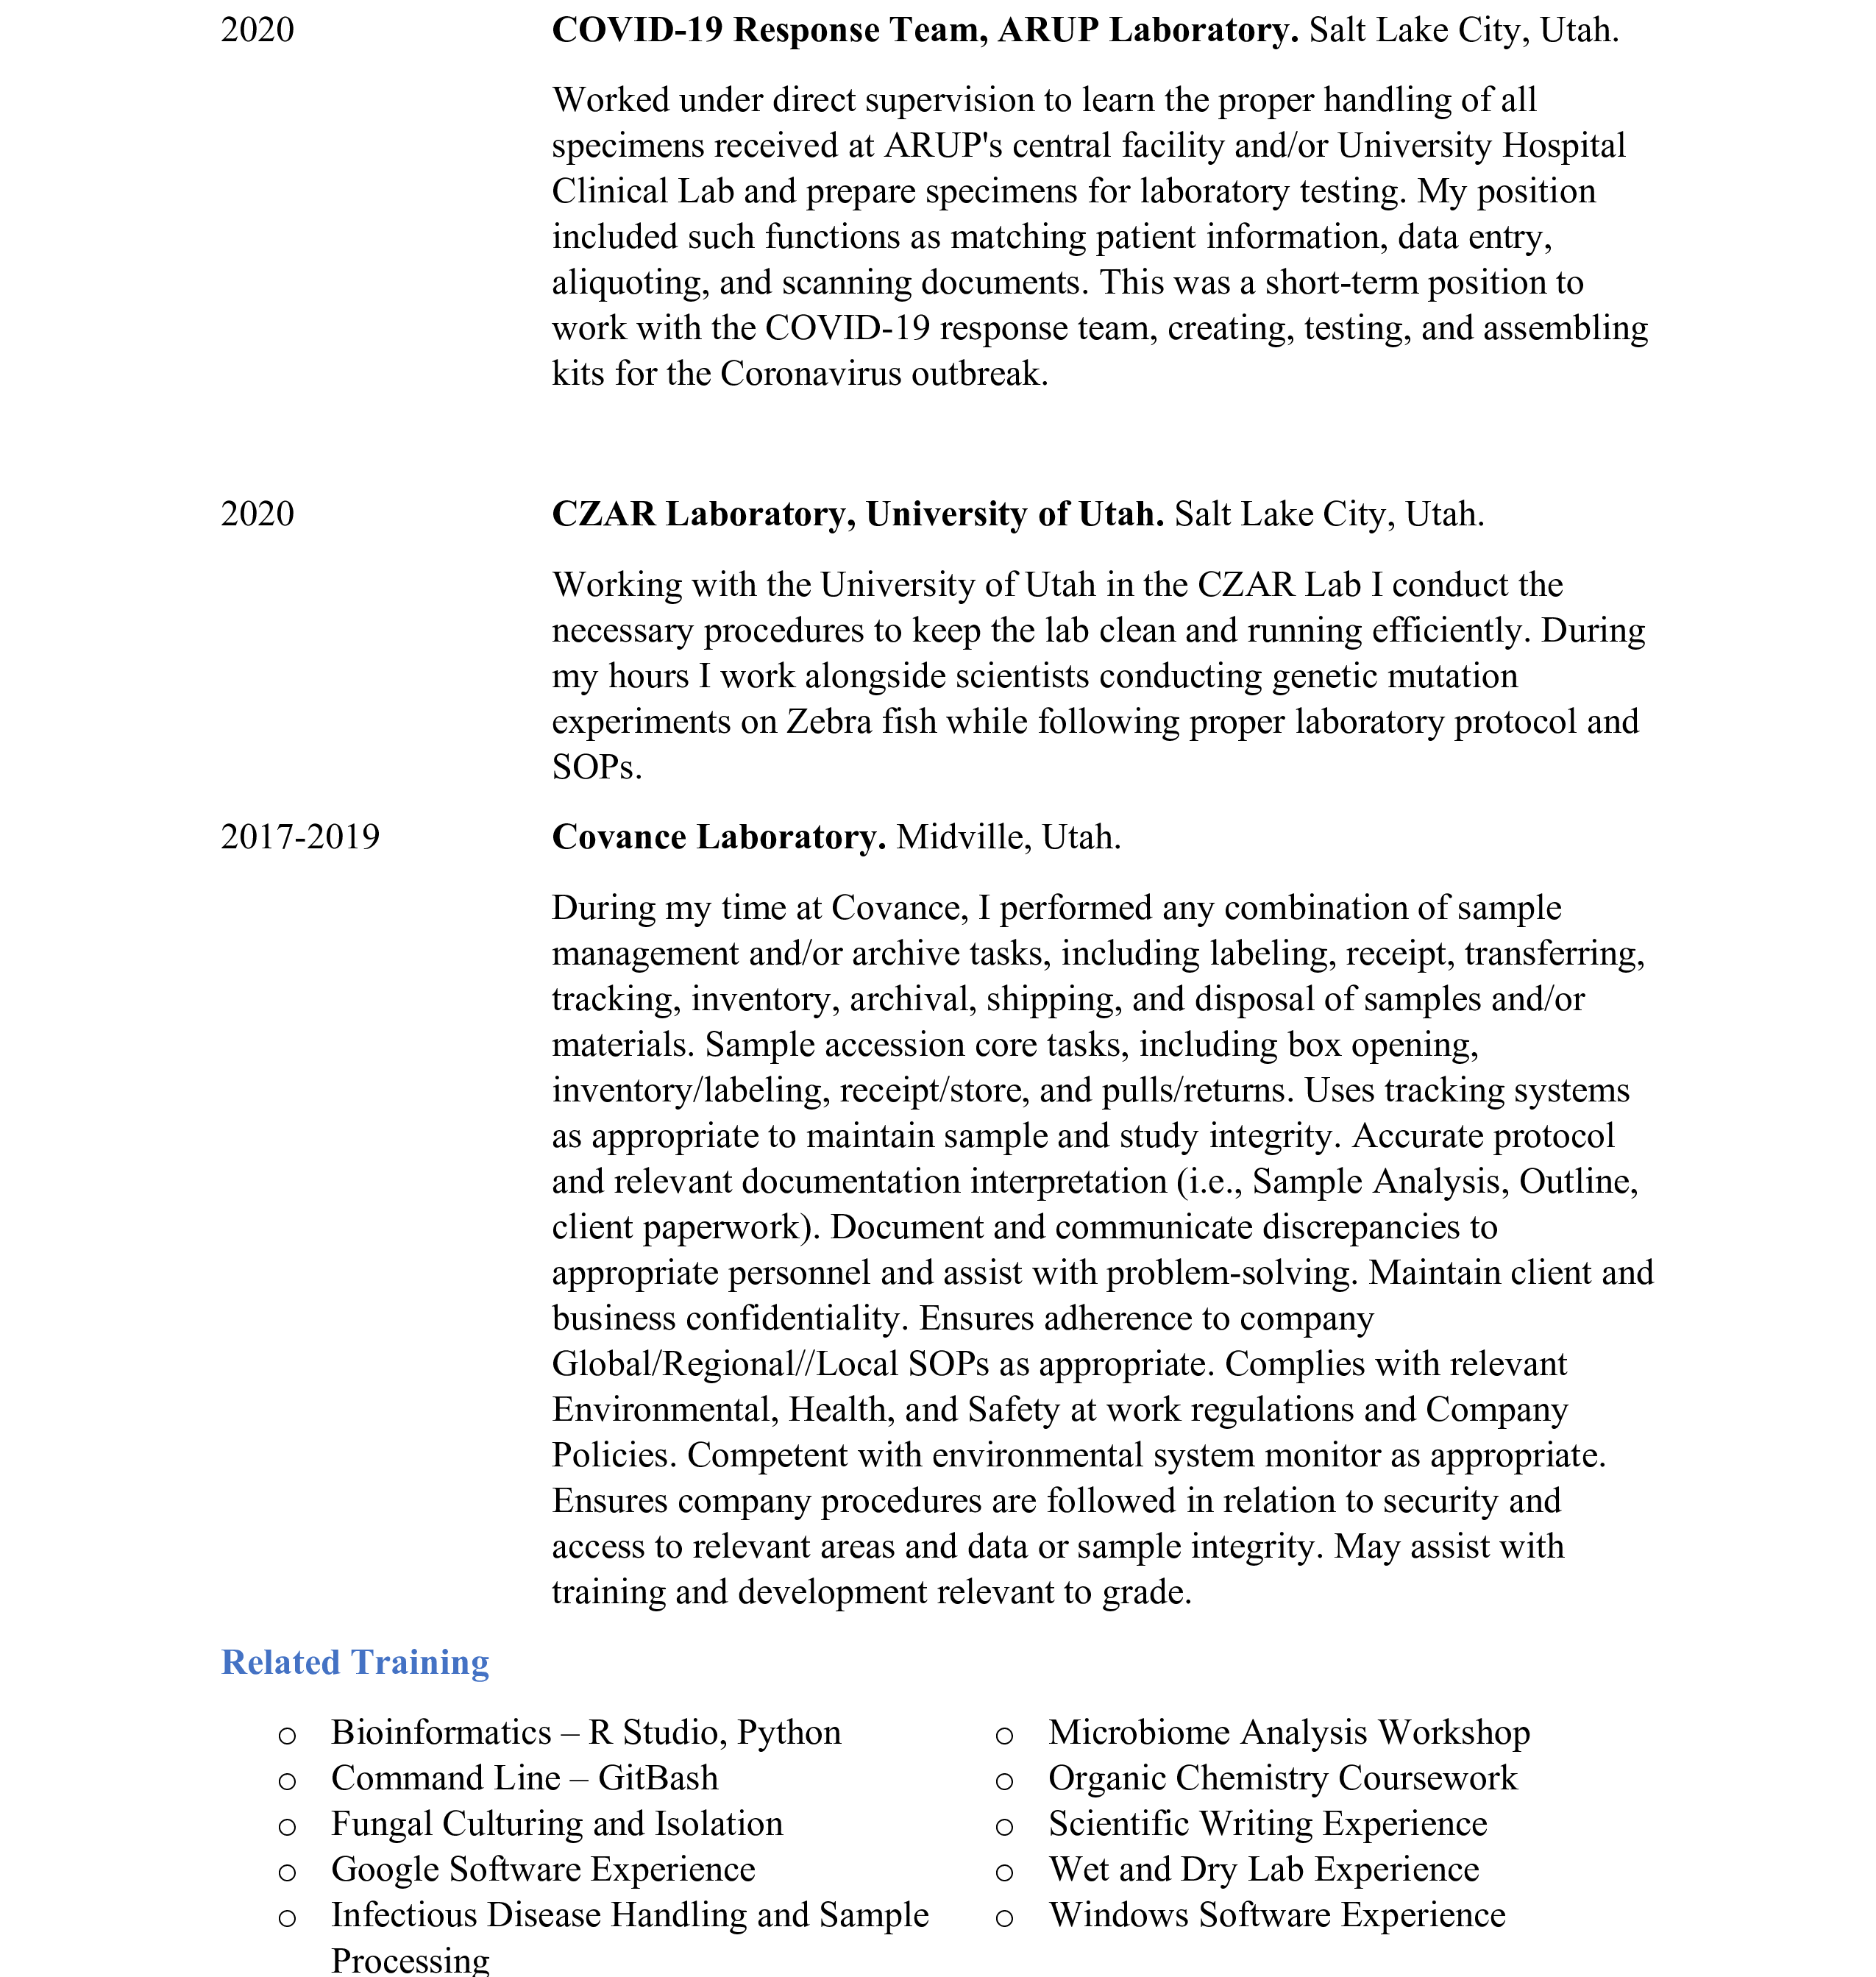 2020 COVID-19 Response Team, ARUP Laboratory. Salt Lake City, Utah.
Worked under direct supervision to learn the proper handling of all
specimens received at ARUP's central facility and/or University Hospital
Clinical Lab and prepare specimens for laboratory testing. My position
included such functions as matching patient information, data entry,
aliquoting, and scanning documents. This was a short-term position to
work with the COVID-19 response team, creating, testing, and assembling
kits for the Coronavirus outbreak.
2020 CZAR Laboratory, University of Utah. Salt Lake City, Utah.
Working with the University of Utah in the CZAR Lab I conduct the
necessary procedures to keep the lab clean and running efficiently. During
my hours I work alongside scientists conducting genetic mutation
experiments on Zebra fish while following proper laboratory protocol and
SOPs.
2017-2019 Covance Laboratory. Midville, Utah.
During my time at Covance, I performed any combination of sample
management and/or archive tasks, including labeling, receipt, transferring,
tracking, inventory, archival, shipping, and disposal of samples and/or
materials. Sample accession core tasks, including box opening,
inventory/labeling, receipt/store, and pulls/returns. Uses tracking systems
as appropriate to maintain sample and study integrity. Accurate protocol
and relevant documentation interpretation (i.e., Sample Analysis, Outline,
client paperwork). Document and communicate discrepancies to
appropriate personnel and assist with problem-solving. Maintain client and
business confidentiality. Ensures adherence to company
Global/Regional//Local SOPs as appropriate. Complies with relevant
Environmental, Health, and Safety at work regulations and Company
Policies. Competent with environmental system monitor as appropriate.
Ensures company procedures are followed in relation to security and
access to relevant areas and data or sample integrity. May assist with
training and development relevant to grade.
Related Training
o Bioinformatics – R Studio, Python
o Command Line – GitBash
o Fungal Culturing and Isolation
o Google Software Experience
o Infectious Disease Handling and Sample
Processing
o Microbiome Analysis Workshop
o Organic Chemistry Coursework
o Scientific Writing Experience
o Wet and Dry Lab Experience
o Windows Software Experience